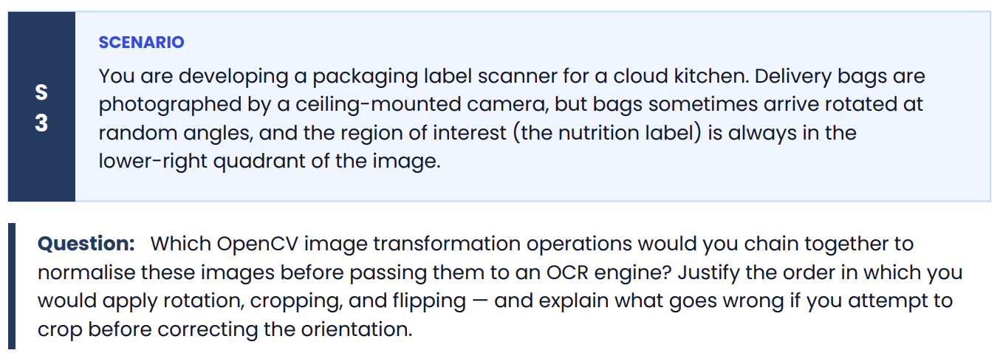 S
3
SCENARIO
You are developing a packaging label scanner for a cloud kitchen. Delivery bags are
photographed by a ceiling-mounted camera, but bags sometimes arrive rotated at
random angles, and the region of interest (the nutrition label) is always in the
lower-right quadrant of the image.
Question: Which OpenCV image transformation operations would you chain together to
normalise these images before passing them to an OCR engine? Justify the order in which you
would apply rotation, cropping, and flipping — and explain what goes wrong if you attempt to
crop before correcting the orientation.